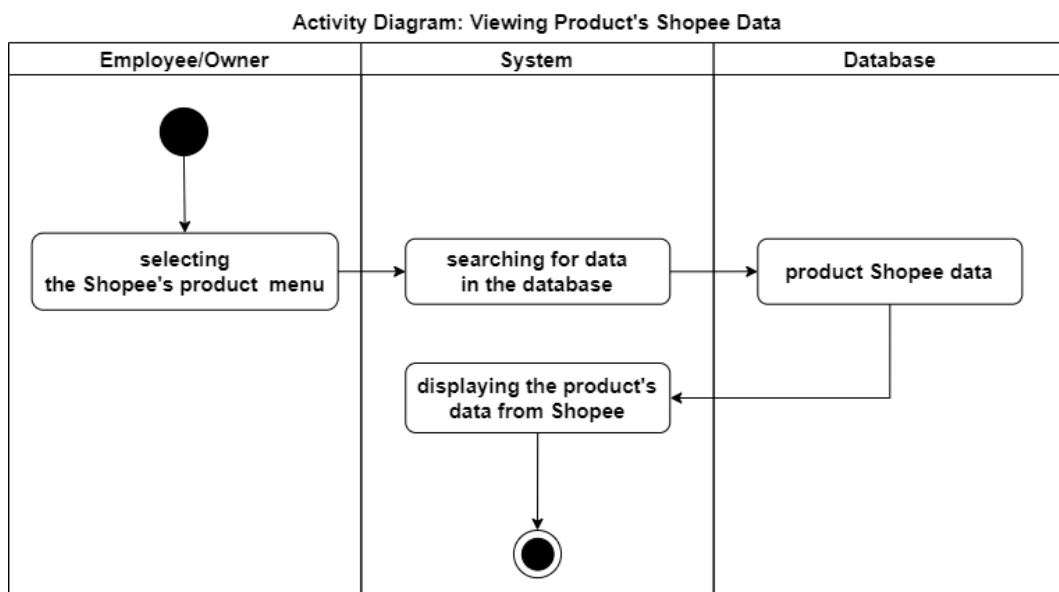 Activity Diagram: Viewing Product's Shopee Data
Employee/Owner
System
Database
selecting
the Shopee's product menu
searching for data
in the database
product Shopee data
displaying the product's
data from Shopee